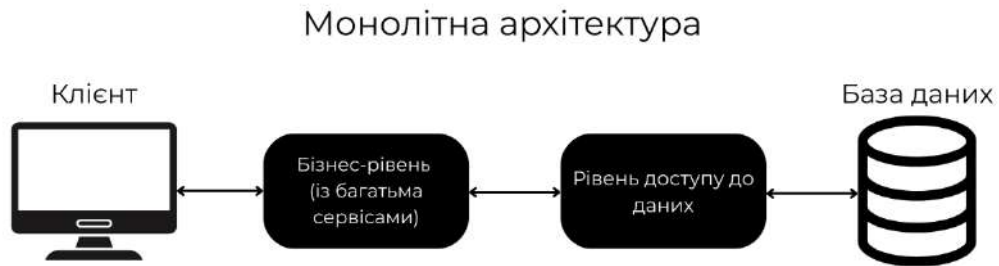 Монолітна архітектура
Клієнт
База даних
Бізнес-рівень
(із багатьма
сервісами)
Рівень доступу до
даних